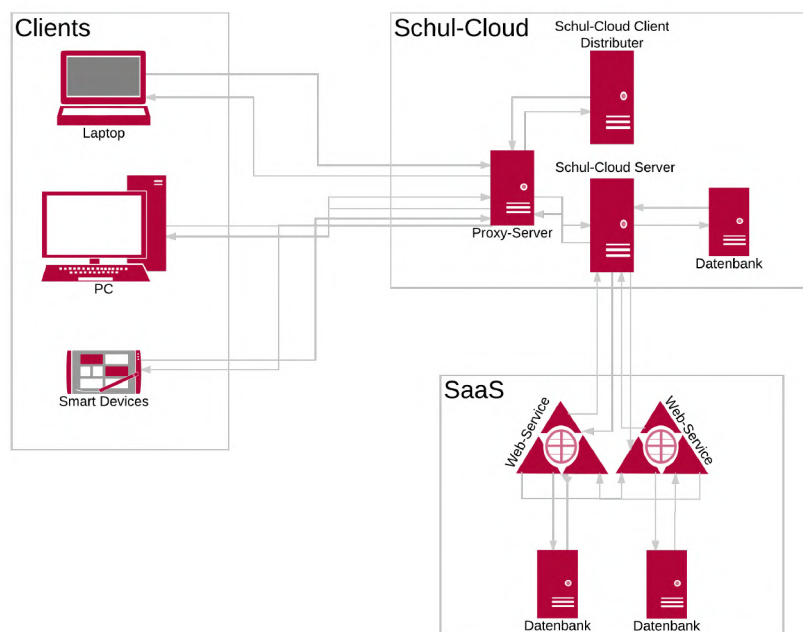 Clients
Laptop
PC
Smart Devices
Schul-Cloud
Schul-Cloud Client
Distributer
Proxy-Server
Schul-Cloud Server
Datenbank
SaaS
Web-Service
Web-Service
Datenbank
Datenbank